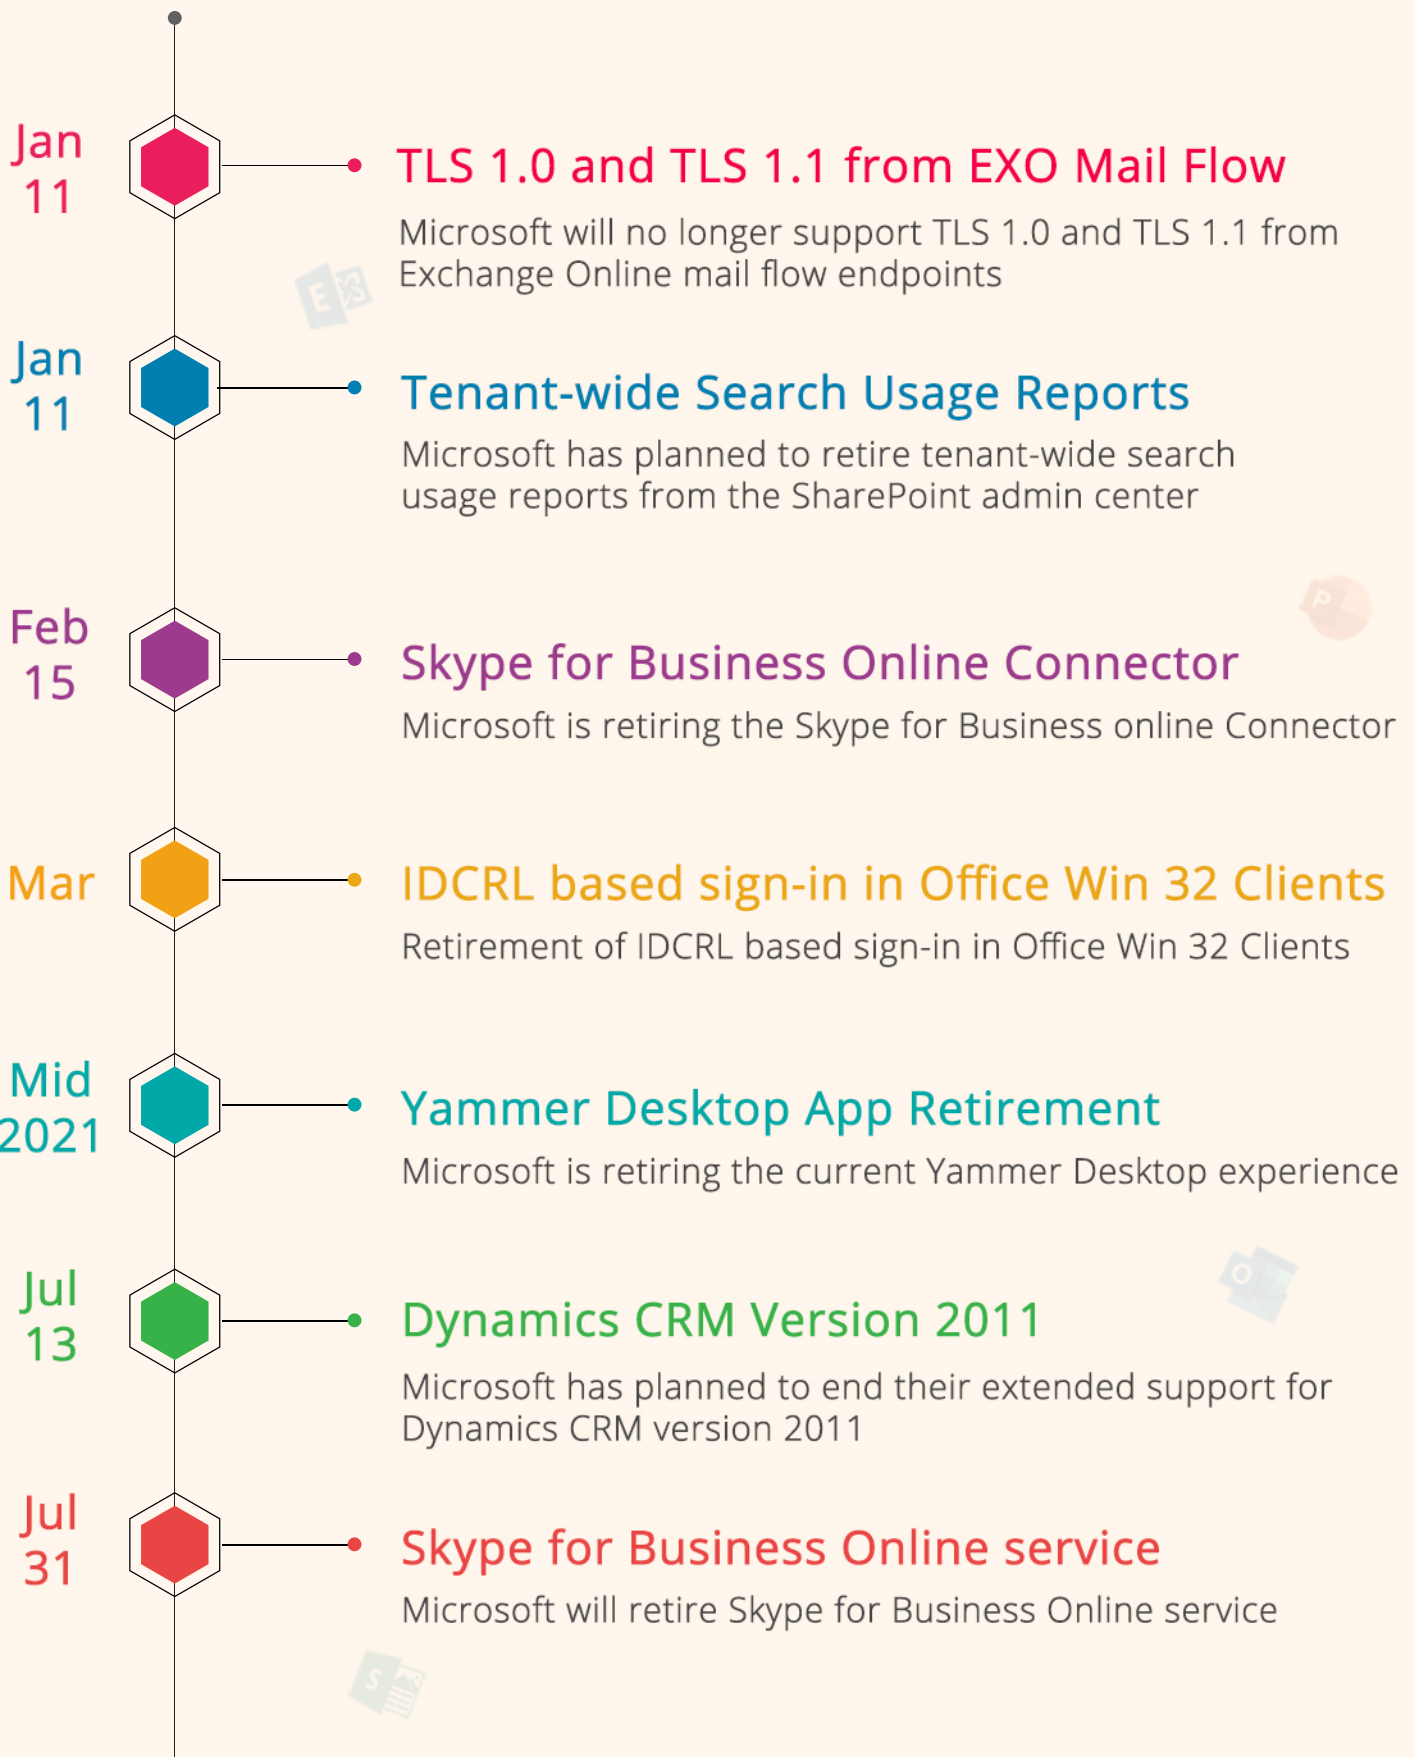 Jan
11
TLS 1.0 and TLS 1.1 from EXO Mail Flow
Microsoft will no longer support TLS 1.0 and TLS 1.1 from
Exchange Online mail flow endpoints
E
Jan
11
Tenant-wide Search Usage Reports
Microsoft has planned to retire tenant-wide search
usage reports from the SharePoint admin center
P
Feb
15
Skype for Business Online Connector
Microsoft is retiring the Skype for Business online Connector
Mar
IDCRL based sign-in in Office Win 32 Clients
Retirement of IDCRL based sign-in in Office Win 32 Clients
Mid
2021
Yammer Desktop App Retirement
Microsoft is retiring the current Yammer Desktop experience
O
Jul
13
Dynamics CRM Version 2011
Microsoft has planned to end their extended support for
Dynamics CRM version 2011
Jul
31
Skype for Business Online service
Microsoft will retire Skype for Business Online service
S